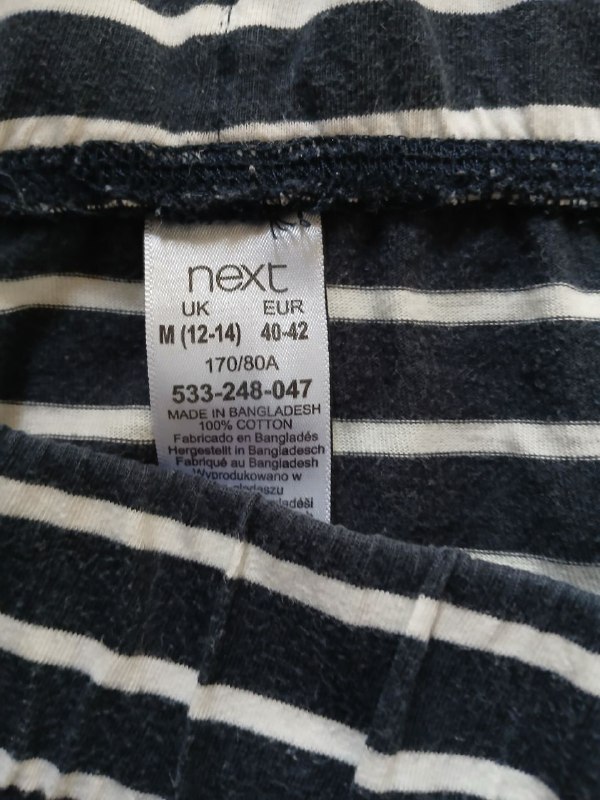 next
UK EUR
M (12-14) 40-42
170/80A
533-248-047
MADE IN BANGLADESH
100% COTTON
Fabricado en Bangladés
Hergestellt in Bangladesch
Fabriqué au Bangladesh
Wyprodukowano w